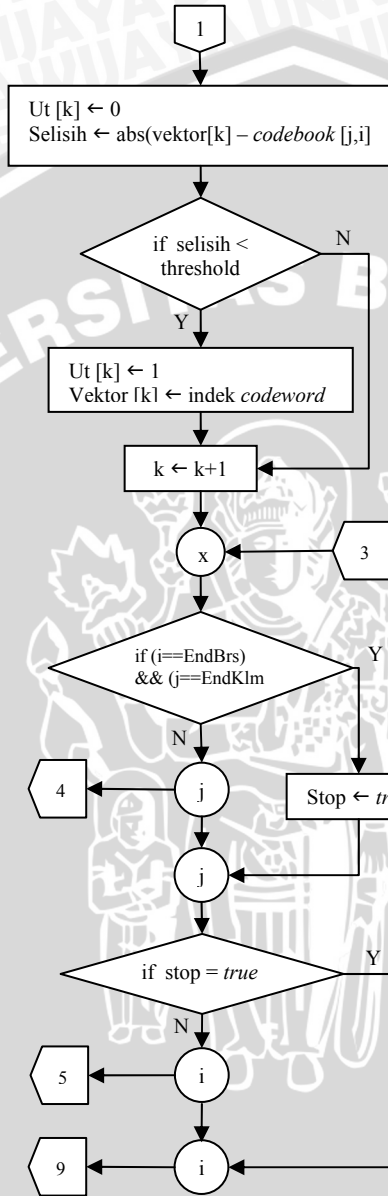 1
Ut [k] ← 0
Selisih ← abs(vektor[k] – codebook [j,i]
if selisih <
threshold
N
Y
Ut [k] ← 1
Vektor [k] ← indek codeword
k ← k+1
x
3
if (i==EndBrs)
&& (j==EndKlm
Y
N
4
j
Stop ← tr
j
if stop = true
Y
N
5
i
9
i